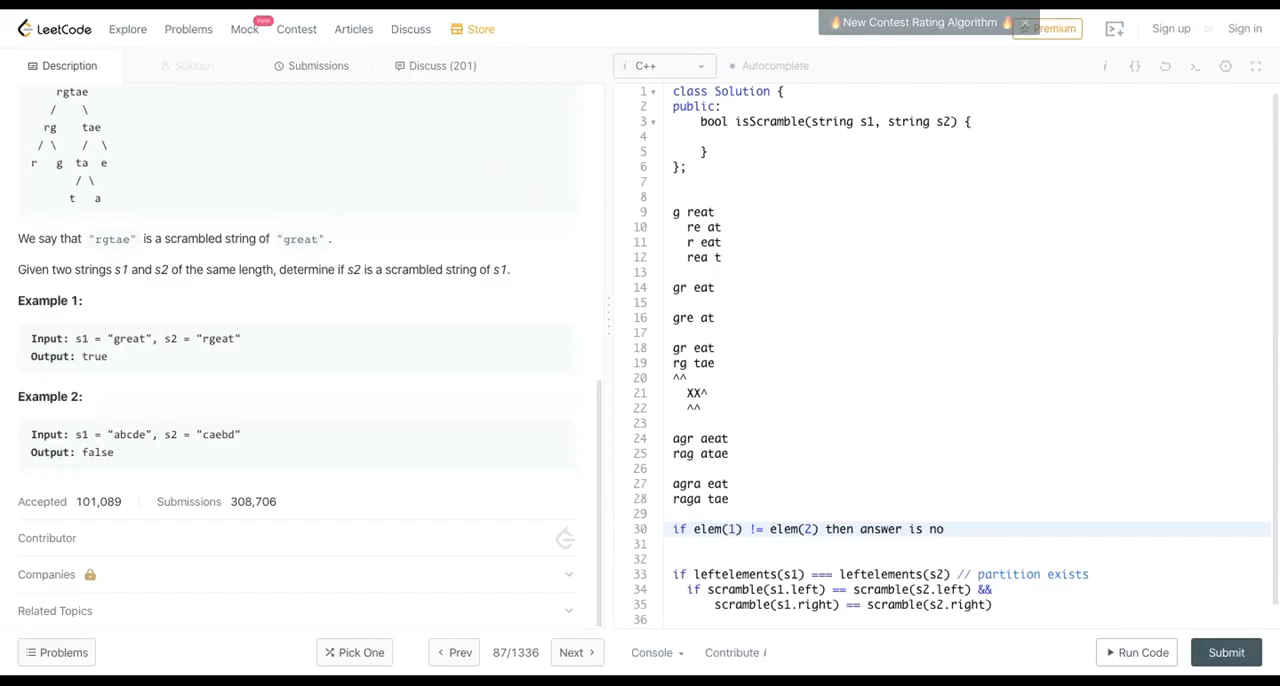 LeetCode Explore Problems Mock new Contest Articles Discuss Store 🔥New Contest Rating Algorithm 🔥 × Premium Sign up or Sign in
Description Solution Submissions Discuss (201)
i C++ Autocomplete
rgtae
/ \
rg tae
/ \ / \
r g ta e
/ \
t a
We say that "rgtae" is a scrambled string of "great" .
Given two strings s1 and s2 of the same length, determine if s2 is a scrambled string of s1.
Example 1:
Input: s1 = "great", s2 = "rgeat"
Output: true
Example 2:
Input: s1 = "abcde", s2 = "caebd"
Output: false
Accepted 101,089 Submissions 308,706
Contributor
Companies
Related Topics
Problems Pick One < Prev 87/1336 Next >
1 class Solution {
2 public:
3 bool isScramble(string s1, string s2) {
4
5 }
6 };
7
8
9 g reat
10 re at
11 r eat
12 rea t
13
14 gr eat
15
16 gre at
17
18 gr eat
19 rg tae
20 ^^
21 XX^
22 ^^
23
24 agr aeat
25 rag atae
26
27 agra eat
28 raga tae
29
30 if elem(1) != elem(2) then answer is no
31
32
33 if leftelements(s1) === leftelements(s2) // partition exists
34 if scramble(s1.left) == scramble(s2.left) &&
35 scramble(s1.right) == scramble(s2.right)
36
Console Contribute i Run Code Submit